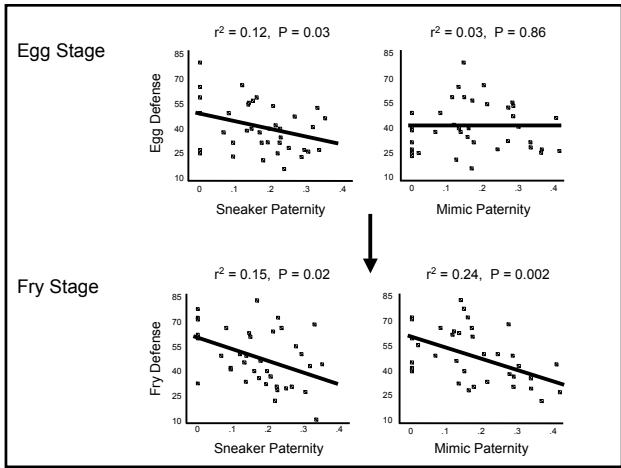 Egg Stage
r² = 0.12, P = 0.03
r² = 0.03, P = 0.86
Egg Defense
85
70
55
40
25
10
0 .1 .2 .3 .4
Sneaker Paternity
85
70
55
40
25
10
0 .1 .2 .3 .4
Mimic Paternity
Fry Stage
r² = 0.15, P = 0.02
r² = 0.24, P = 0.002
Fry Defense
85
70
55
40
25
10
0 .1 .2 .3 .4
Sneaker Paternity
85
70
55
40
25
10
0 .1 .2 .3 .4
Mimic Paternity